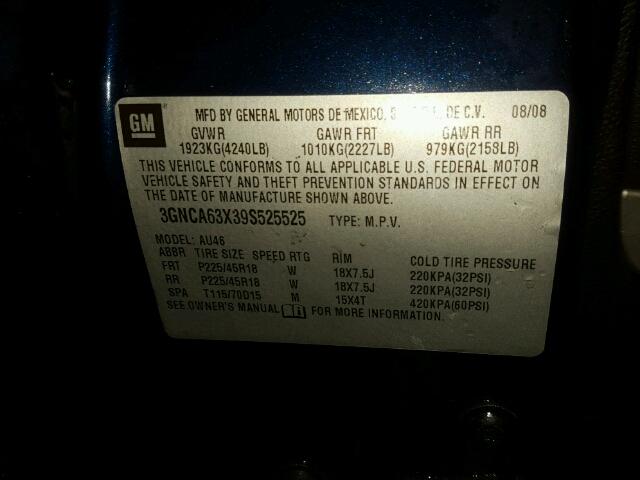 GM
MFD BY GENERAL MOTORS DE MEXICO, S. DE C.V. 08/08
GVWR GAWR FRT GAWR RR
1923KG(4240LB) 1010KG(2227LB) 979KG(2158LB)
THIS VEHICLE CONFORMS TO ALL APPLICABLE U.S. FEDERAL MOTOR
VEHICLE SAFETY AND THEFT PREVENTION STANDARDS IN EFFECT ON
THE DATE OF MANUFACTURE SHOWN ABOVE.
3GNCA63X39S525525 TYPE: M.P.V.
MODEL: AU46
ABBR TIRE SIZE SPEED RTG RIM COLD TIRE PRESSURE
FRT P225/45R18 W 18X7.5J 220KPA(32PSI)
RR P225/45R18 W 18X7.5J 220KPA(32PSI)
SPA T115/70D15 M 15X4T 420KPA(60PSI)
SEE OWNER'S MANUAL FOR MORE INFORMATION.